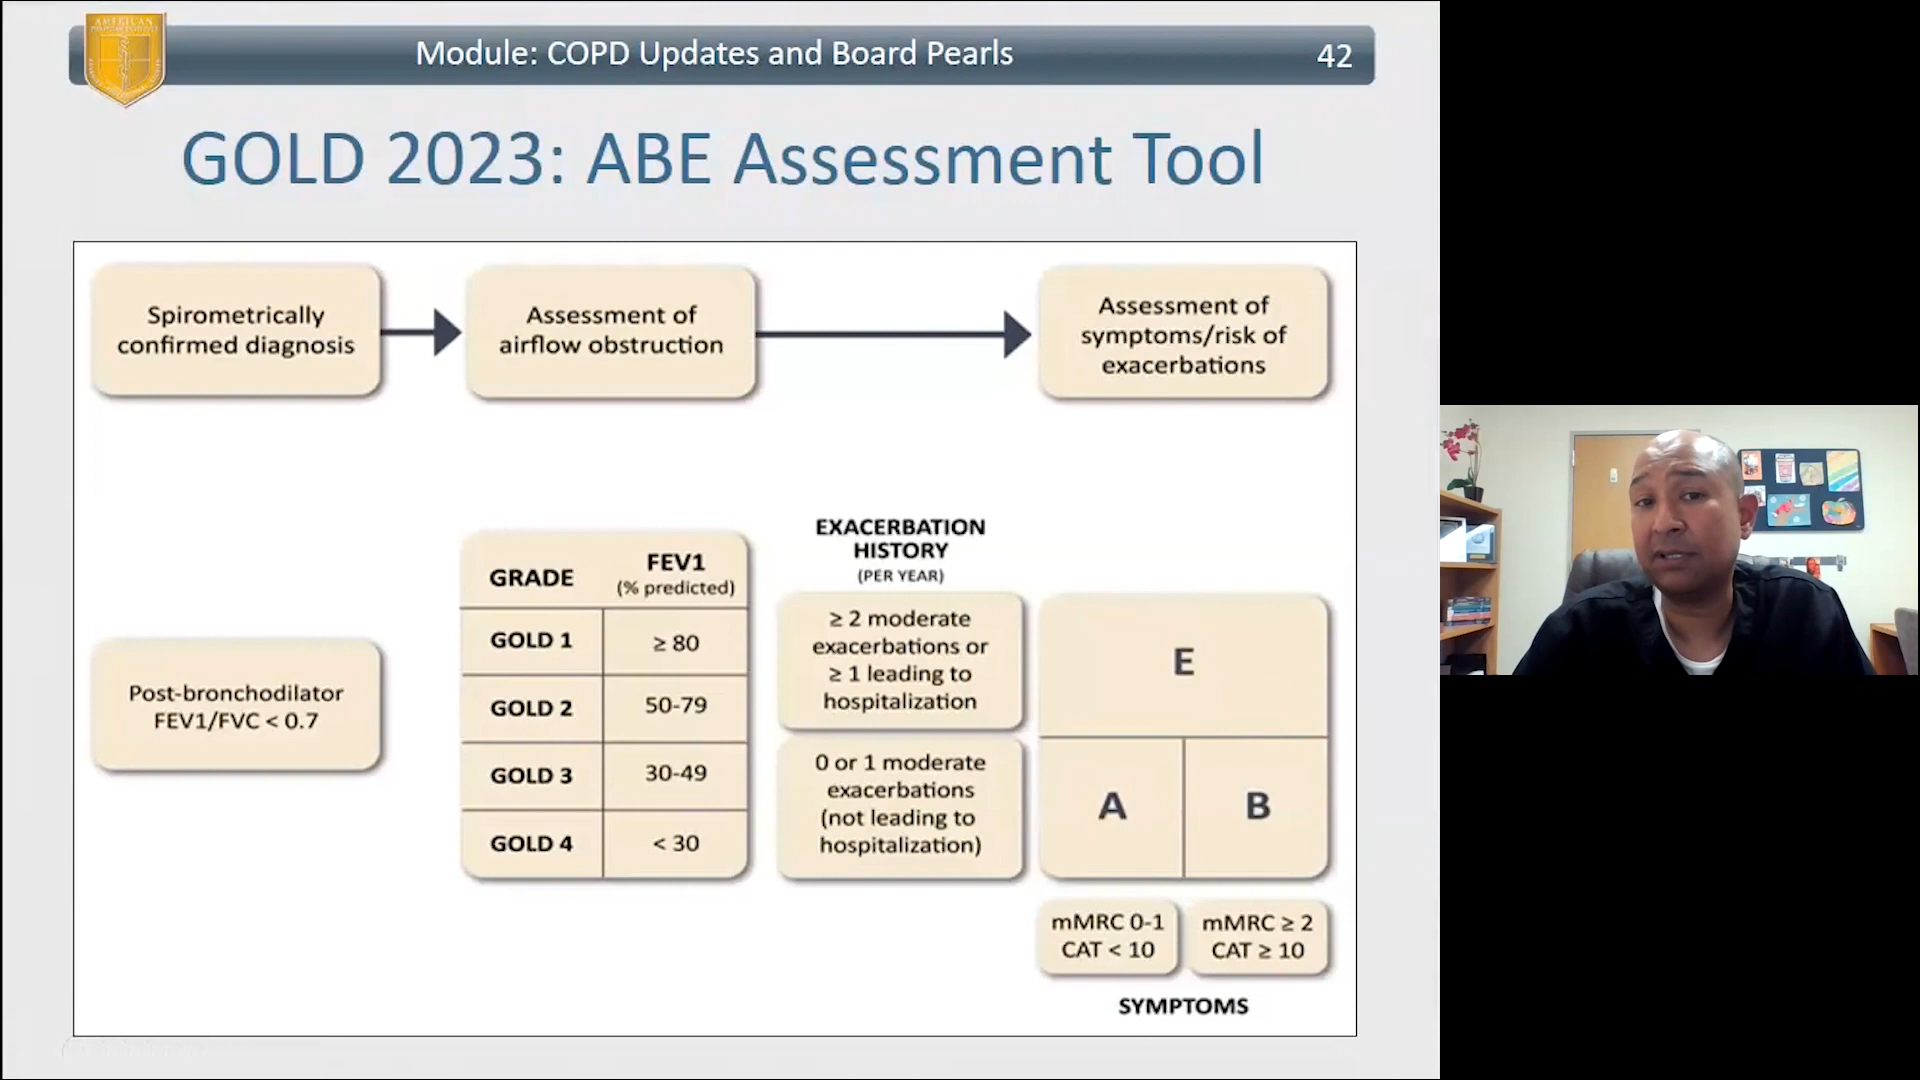 AMERICAN
Module: COPD Updates and Board Pearls
42
GOLD 2023: ABE Assessment Tool
Spirometrically
confirmed diagnosis
Assessment of
airflow obstruction
Assessment of
symptoms/risk of
exacerbations
Post-bronchodilator
FEV1/FVC < 0.7
GRADE
FEV1
(% predicted)
GOLD 1
≥ 80
GOLD 2
50-79
GOLD 3
30-49
GOLD 4
< 30
EXACERBATION
HISTORY
(PER YEAR)
≥ 2 moderate
exacerbations or
≥ 1 leading to
hospitalization
0 or 1 moderate
exacerbations
(not leading to
hospitalization)
E
A
B
mMRC 0-1
CAT < 10
mMRC ≥ 2
CAT ≥ 10
SYMPTOMS